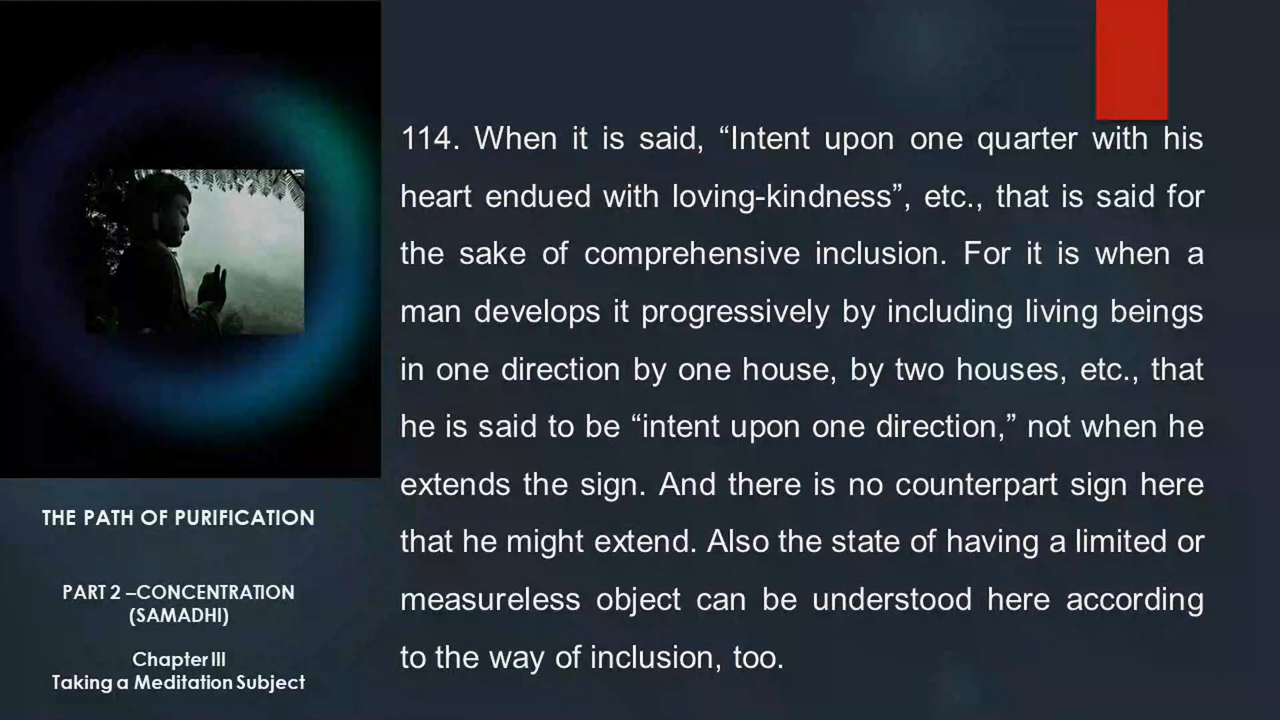 114. When it is said, “Intent upon one quarter with his
heart endued with loving-kindness”, etc., that is said for
the sake of comprehensive inclusion. For it is when a
man develops it progressively by including living beings
in one direction by one house, by two houses, etc., that
he is said to be “intent upon one direction,” not when he
extends the sign. And there is no counterpart sign here
that he might extend. Also the state of having a limited or
measureless object can be understood here according
to the way of inclusion, too.
THE PATH OF PURIFICATION
PART 2 –CONCENTRATION
(SAMADHI)
Chapter III
Taking a Meditation Subject